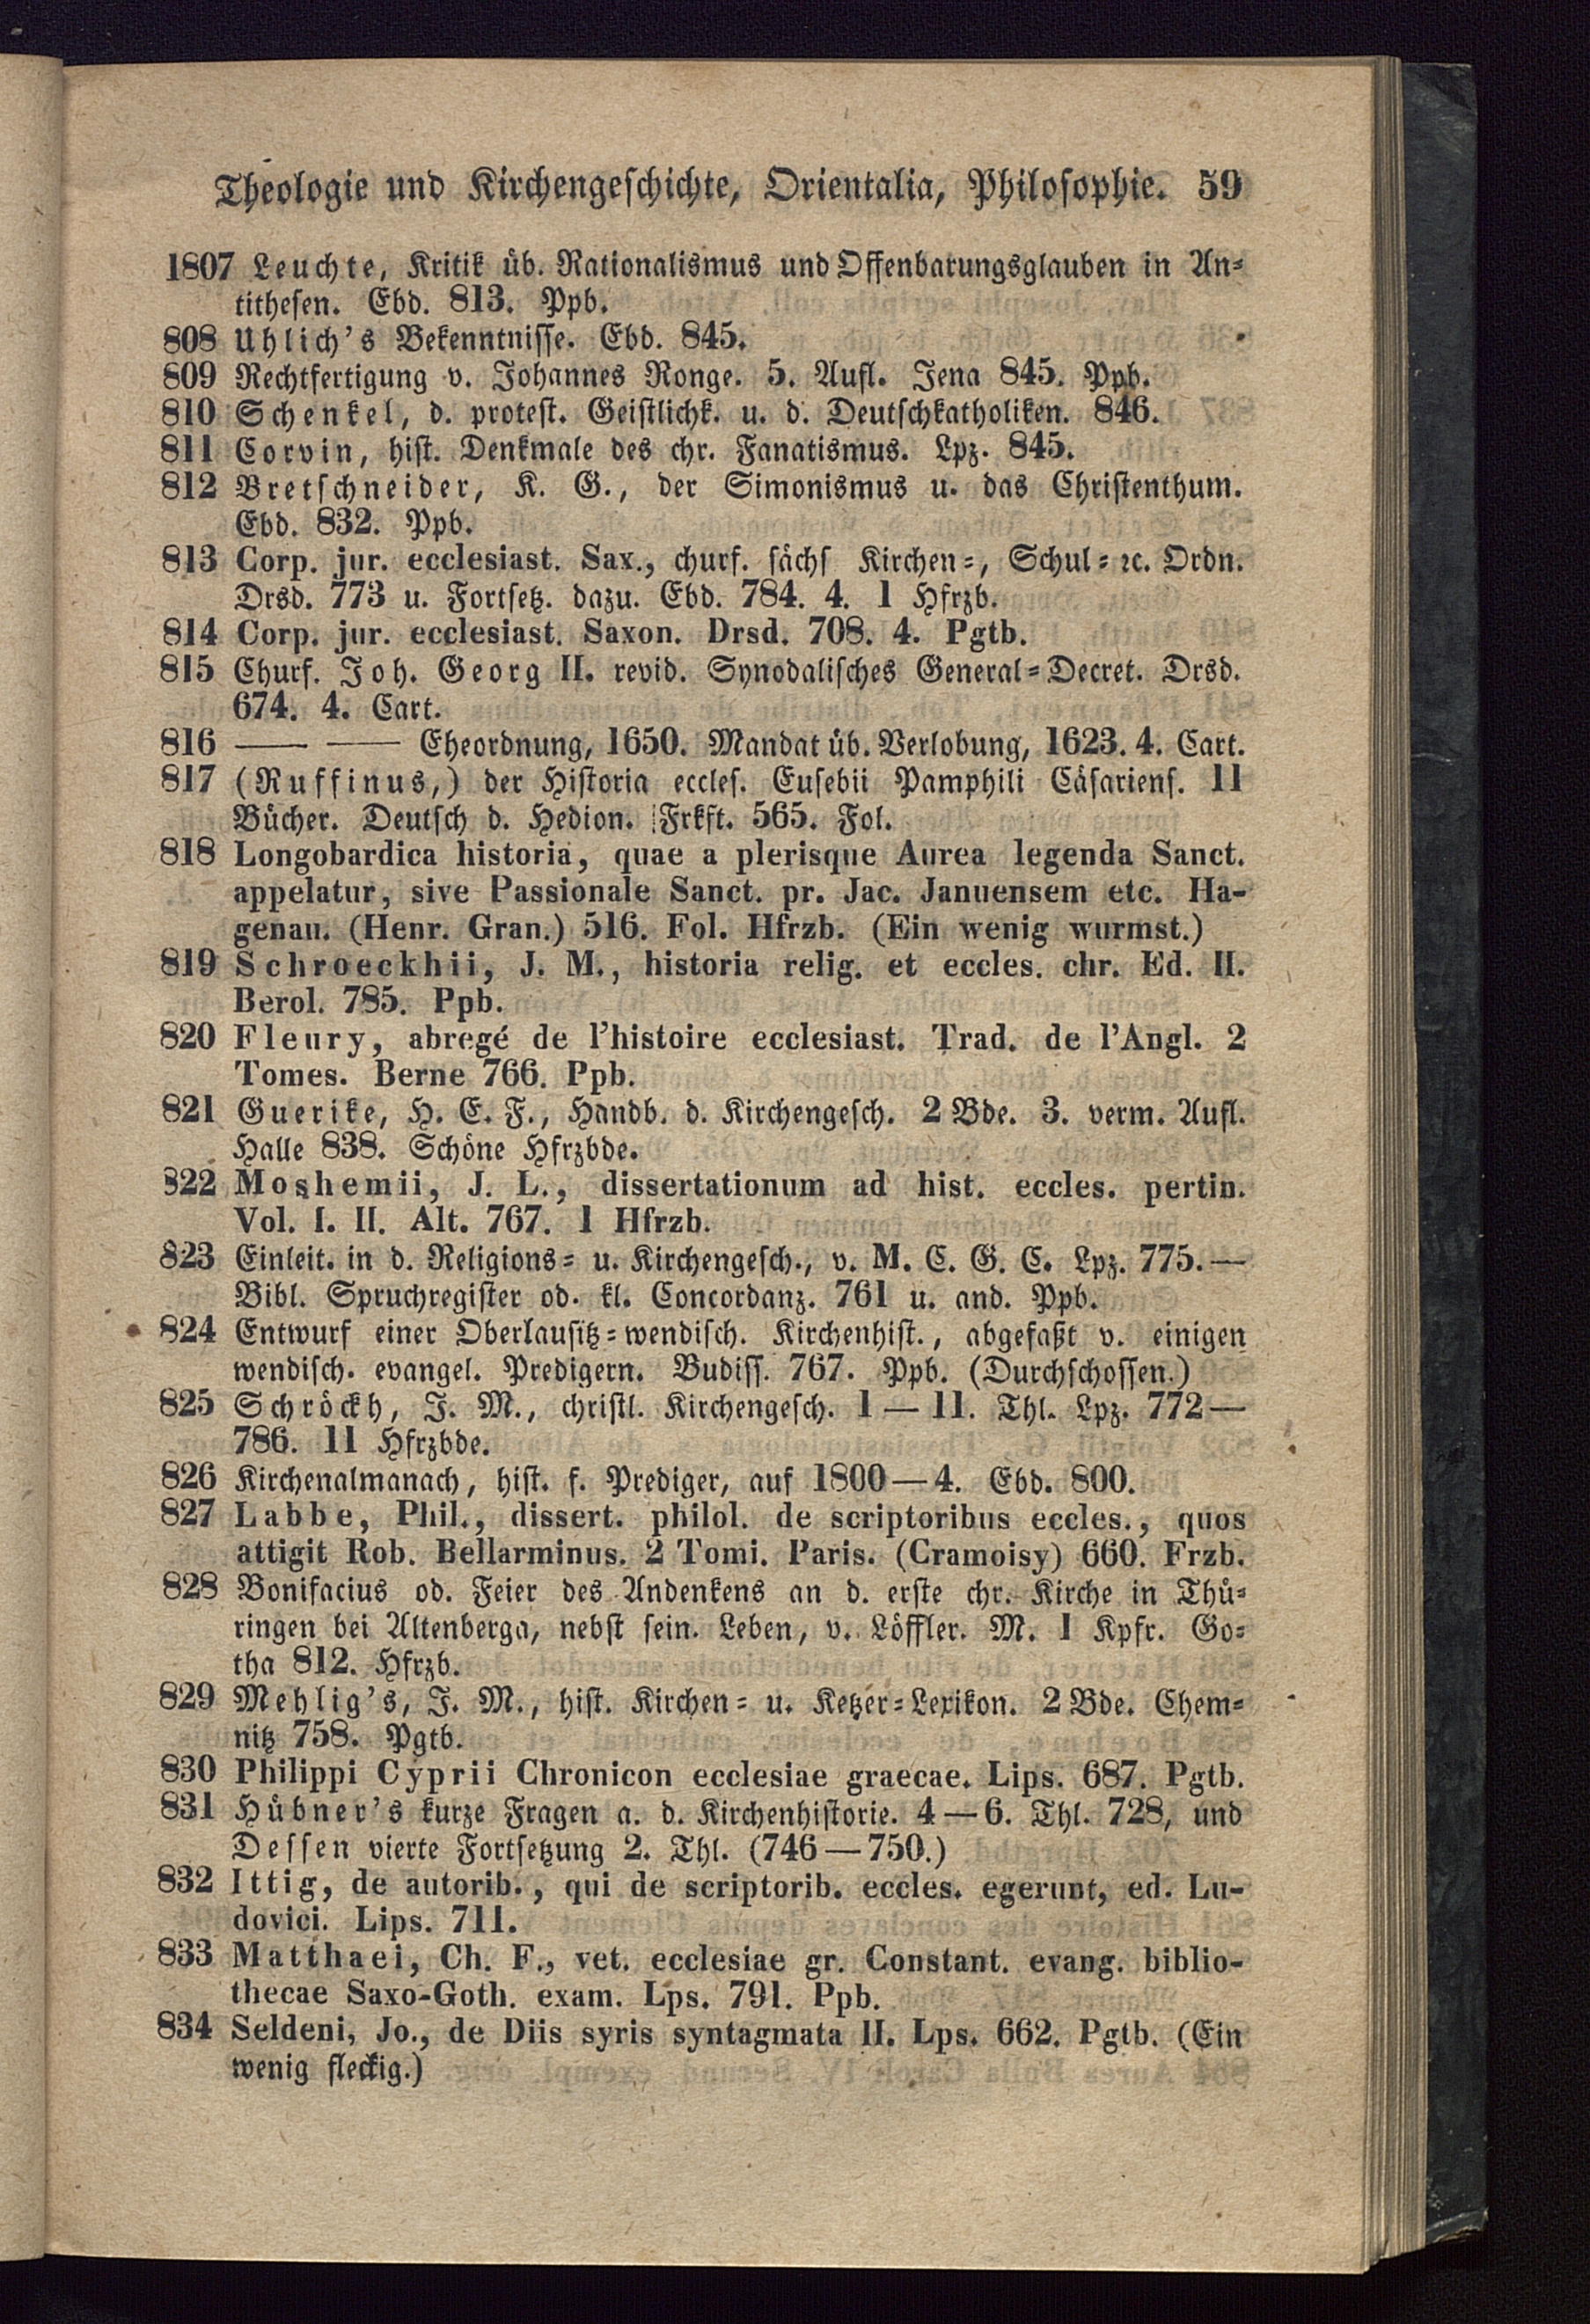 Theologie und Kirchengeschichte, Orientalia, Philosophie. 59
1807 Leuchte, Kritik üb. Rationalismus und Offenbarungsglauben in An-
tithesen. Ebd. 813. Ppb.
808 Uhlich's Bekenntnisse. Ebd. 845.
809 Rechtfertigung v. Johannes Ronge. 5. Aufl. Jena 845. Ppb.
810 Schenkel, d. protest. Geistlichk. u. d. Deutschkatholiken. 846.
811 Corvin, hist. Denkmale des chr. Fanatismus. Lpz. 845.
812 Bretschneider, K. G., der Simonismus u. das Christenthum.
Ebd. 832. Ppb.
813 Corp. jur. ecclesiast. Sax., churf. sächs Kirchen-, Schul- ꝛc. Ordn.
Drsd. 773 u. Fortsetz. dazu. Ebd. 784. 4. 1 Hfrzb.
814 Corp. jur. ecclesiast. Saxon. Drsd. 708. 4. Pgtb.
815 Churf. Joh. Georg II. revid. Synodalisches General-Decret. Drsd.
674. 4. Cart.
816 — — Eheordnung, 1650. Mandat üb. Verlobung, 1623. 4. Cart.
817 (Ruffinus,) der Historia eccles. Eusebii Pamphili Cäsariens. 11
Bücher. Deutsch d. Hedion. Frkft. 565. Fol.
818 Longobardica historia, quae a plerisque Aurea legenda Sanct.
appelatur, sive Passionale Sanct. pr. Jac. Januensem etc. Ha-
genau. (Henr. Gran.) 516. Fol. Hfrzb. (Ein wenig wurmst.)
819 Schroeckhii, J. M., historia relig. et eccles. chr. Ed. II.
Berol. 785. Ppb.
820 Fleury, abregé de l'histoire ecclesiast. Trad. de l'Angl. 2
Tomes. Berne 766. Ppb.
821 Guerike, H. E. F., Handb. d. Kirchengesch. 2 Bde. 3. verm. Aufl.
Halle 838. Schöne Hfrzbde.
822 Moshemii, J. L., dissertationum ad hist. eccles. pertin.
Vol. I. II. Alt. 767. 1 Hfrzb.
823 Einleit. in d. Religions- u. Kirchengesch., v. M. C. G. C. Lpz. 775. —
Bibl. Spruchregister od. kl. Concordanz. 761 u. and. Ppb.
824 Entwurf einer Oberlausitz-wendisch. Kirchenhist., abgefaßt v. einigen
wendisch. evangel. Predigern. Budiss. 767. Ppb. (Durchschossen.)
825 Schröckh, J. M., christl. Kirchengesch. 1 — 11. Thl. Lpz. 772 —
786. 11 Hfrzbde.
826 Kirchenalmanach, hist. f. Prediger, auf 1800 — 4. Ebd. 800.
827 Labbe, Phil., dissert. philol. de scriptoribus eccles., quos
attigit Rob. Bellarminus. 2 Tomi. Paris. (Cramoisy) 660. Frzb.
828 Bonifacius od. Feier des Andenkens an d. erste chr. Kirche in Thü-
ringen bei Altenberga, nebst sein. Leben, v. Löffler. M. 1 Kpfr. Go-
tha 812. Hfrzb.
829 Mehlig's, J. M., hist. Kirchen- u. Ketzer-Lexikon. 2 Bde. Chem-
nitz 758. Pgtb.
830 Philippi Cyprii Chronicon ecclesiae graecae. Lips. 687. Pgtb.
831 Hübner's kurze Fragen a. d. Kirchenhistorie. 4 — 6. Thl. 728, und
Dessen vierte Fortsetzung 2. Thl. (746 — 750.)
832 Ittig, de autorib., qui de scriptorib. eccles. egerunt, ed. Lu-
dovici. Lips. 711.
833 Matthaei, Ch. F., vet. ecclesiae gr. Constant. evang. biblio-
thecae Saxo-Goth. exam. Lps. 791. Ppb.
834 Seldeni, Jo., de Diis syris syntagmata II. Lps. 662. Pgtb. (Ein
wenig fleckig.)